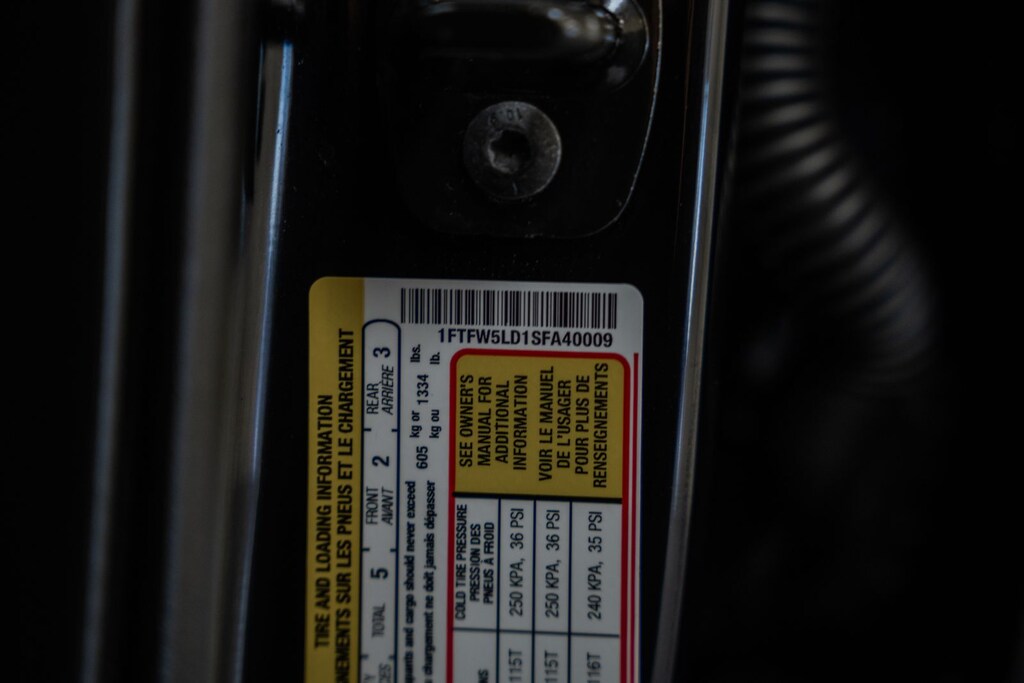 1FTFW5LD1SFA40009
TIRE AND LOADING INFORMATION
SUR LES PNEUS ET LE CHARGEMENT
TOTAL 5 FRONT 2 REAR 3
AVANT ARRIÈRE
and cargo should never exceed 605 kg or 1334 lbs.
chargement ne doit jamais dépasser kg ou lb.
COLD TIRE PRESSURE
PRESSION DES
PNEUS À FROID
SEE OWNER'S
MANUAL FOR
ADDITIONAL
INFORMATION
VOIR LE MANUEL
DE L'USAGER
POUR PLUS DE
RENSEIGNEMENTS
115T 250 KPA, 36 PSI
115T 250 KPA, 36 PSI
116T 240 KPA, 35 PSI